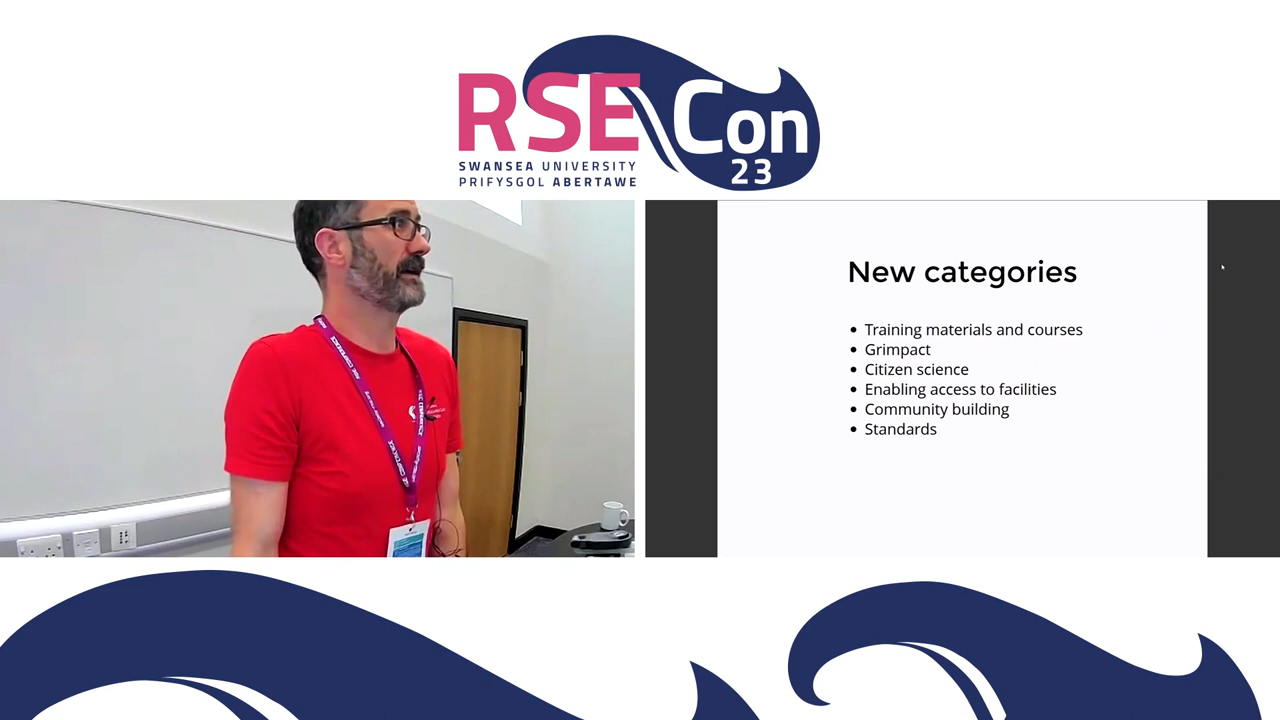 RSE Con
23
SWANSEA UNIVERSITY
PRIFYSGOL ABERTAWE
New categories
Training materials and courses
Grimpact
Citizen science
Enabling access to facilities
Community building
Standards